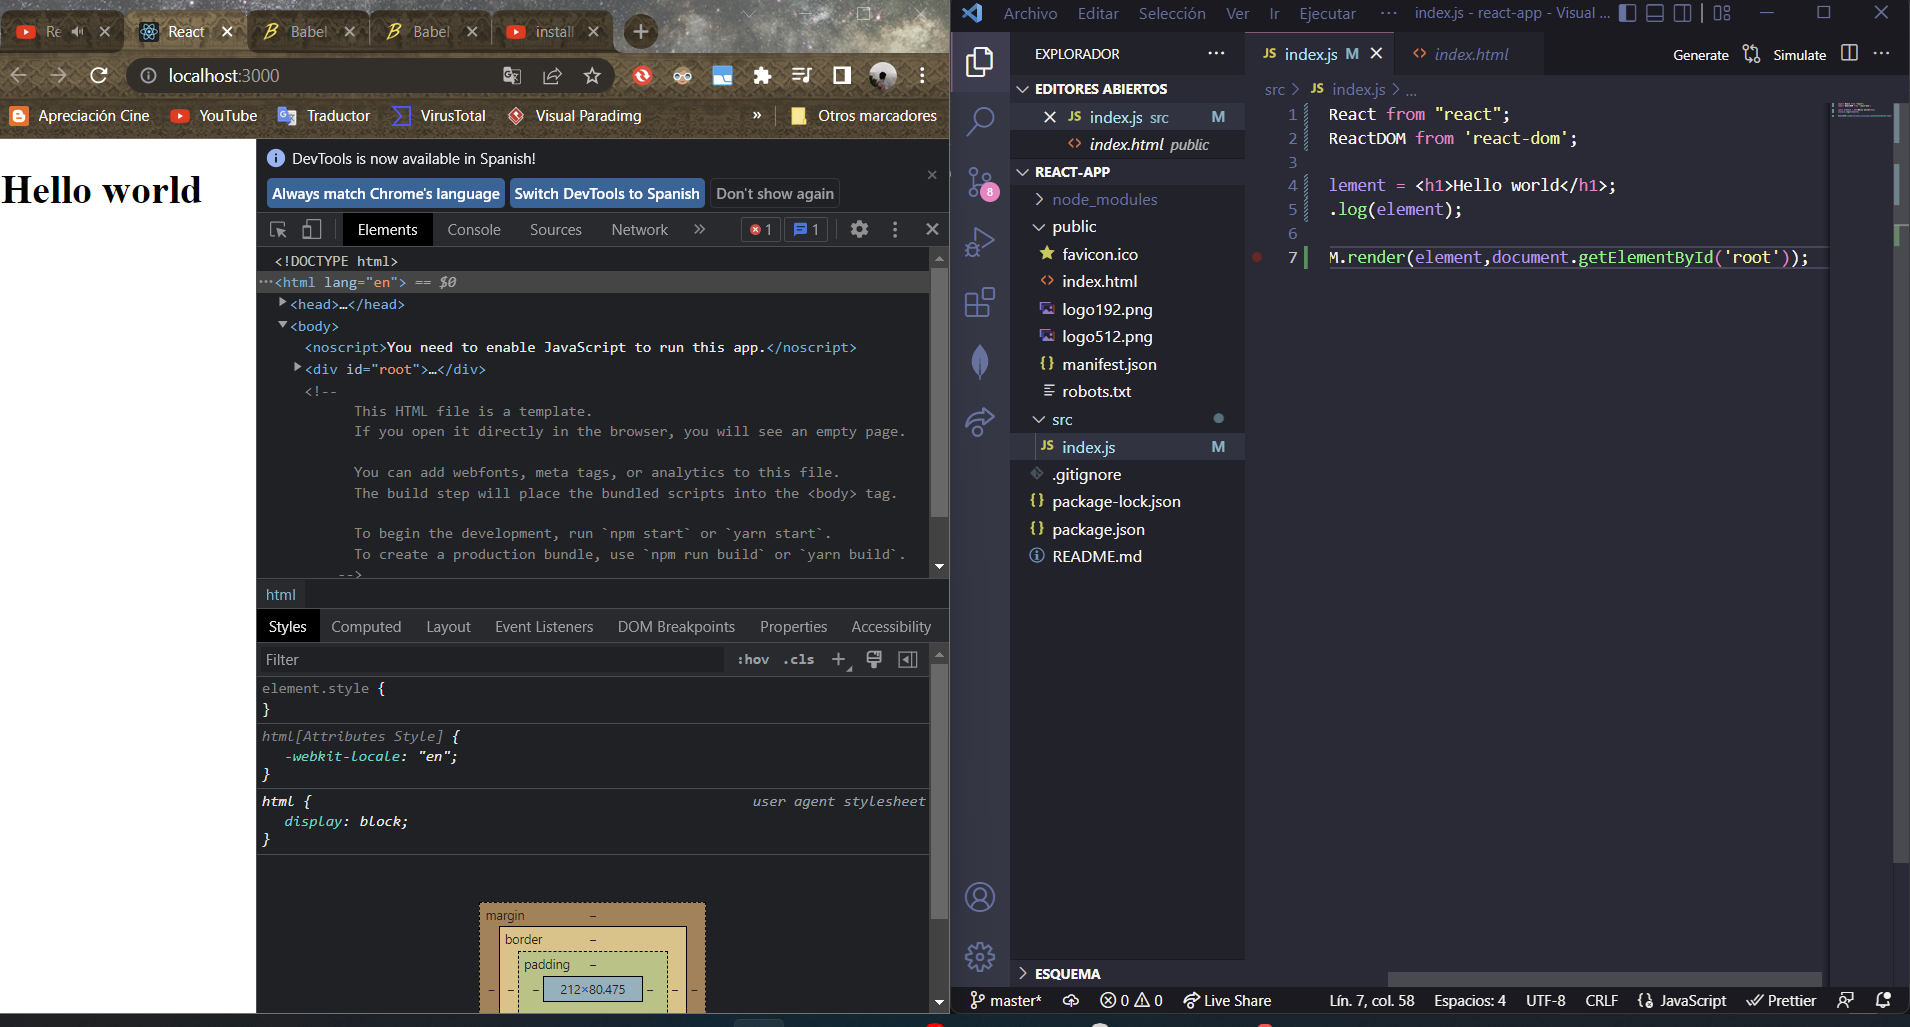 Re
React
Babel
Babel
install
localhost:3000
Apreciación Cine
YouTube
Traductor
VirusTotal
Visual Paradimg
»
Otros marcadores
Hello world
DevTools is now available in Spanish!
Always match Chrome's language
Switch DevTools to Spanish
Don't show again
Elements
Console
Sources
Network
»
1
1
<!DOCTYPE html>
···<html lang="en"> == $0
<head>…</head>
<body>
<noscript>You need to enable JavaScript to run this app.</noscript>
<div id="root">…</div>
<!--
This HTML file is a template.
If you open it directly in the browser, you will see an empty page.
You can add webfonts, meta tags, or analytics to this file.
The build step will place the bundled scripts into the <body> tag.
To begin the development, run `npm start` or `yarn start`.
To create a production bundle, use `npm run build` or `yarn build`.
-->
html
Styles
Computed
Layout
Event Listeners
DOM Breakpoints
Properties
Accessibility
Filter
:hov
.cls
+
element.style {
}
html[Attributes Style] {
-webkit-locale: "en";
}
html {
user agent stylesheet
display: block;
}
margin
–
border
–
padding
–
– – – 212×80.475 – – –
Archivo
Editar
Selección
Ver
Ir
Ejecutar
···
index.js - react-app - Visual ...
EXPLORADOR
···
EDITORES ABIERTOS
JS index.js src M
<> index.html public
8
REACT-APP
node_modules
public
favicon.ico
<> index.html
logo192.png
logo512.png
{} manifest.json
robots.txt
src
JS index.js M
.gitignore
{} package-lock.json
{} package.json
README.md
ESQUEMA
JS index.js M
<> index.html
Generate
Simulate
···
src > JS index.js > ...
1 React from "react";
2 ReactDOM from 'react-dom';
3
4 lement = <h1>Hello world</h1>;
5 .log(element);
6
7 M.render(element,document.getElementById('root'));
master*
0
0
Live Share
Lín. 7, col. 58
Espacios: 4
UTF-8
CRLF
JavaScript
Prettier